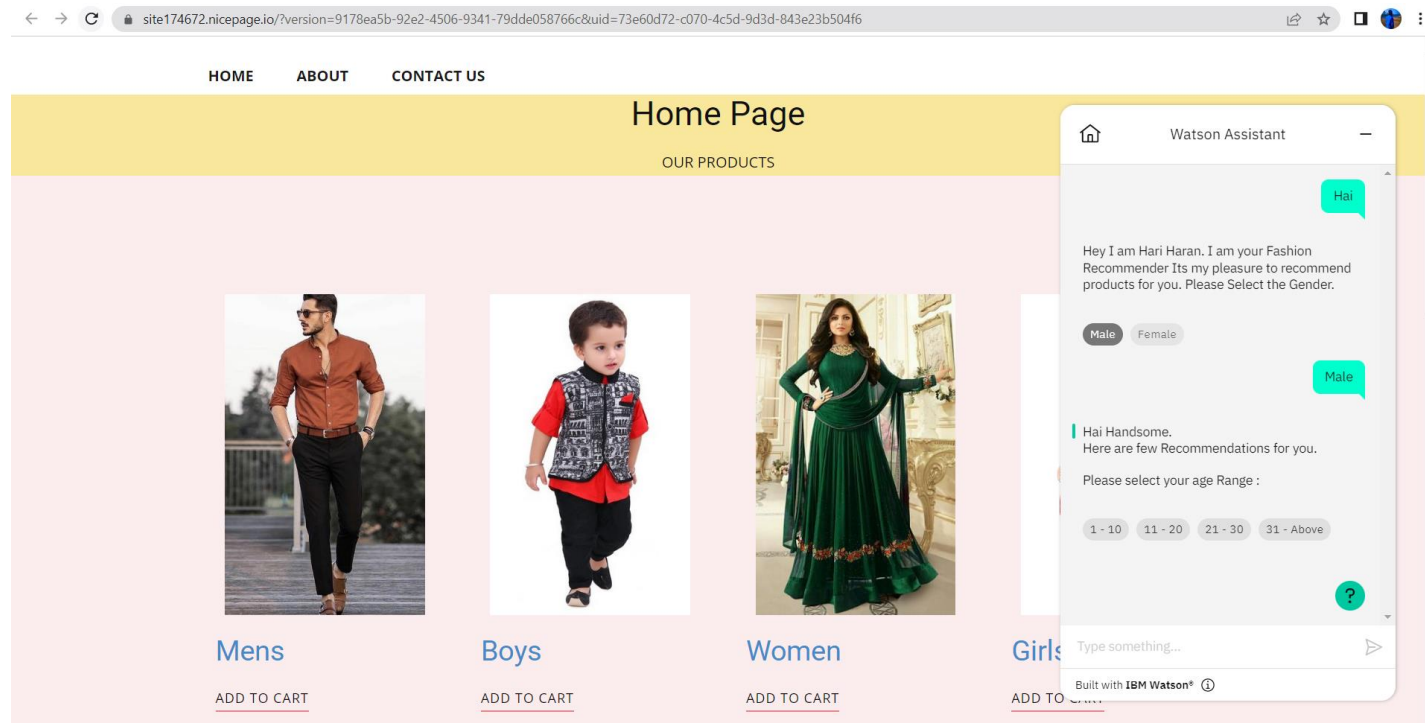 site174672.nicepage.io/?version=9178ea5b-92e2-4506-9341-79dde058766c&uid=73e60d72-c070-4c5d-9d3d-843e23b504f6
HOME ABOUT CONTACT US
Home Page
OUR PRODUCTS
Mens
ADD TO CART
Boys
ADD TO CART
Women
ADD TO CART
Girls
ADD TO CART
Watson Assistant
Hai
Hey I am Hari Haran. I am your Fashion
Recommender Its my pleasure to recommend
products for you. Please Select the Gender.
Male Female
Male
Hai Handsome.
Here are few Recommendations for you.
Please select your age Range :
1 - 10 11 - 20 21 - 30 31 - Above
?
Type something...
Built with IBM Watson®